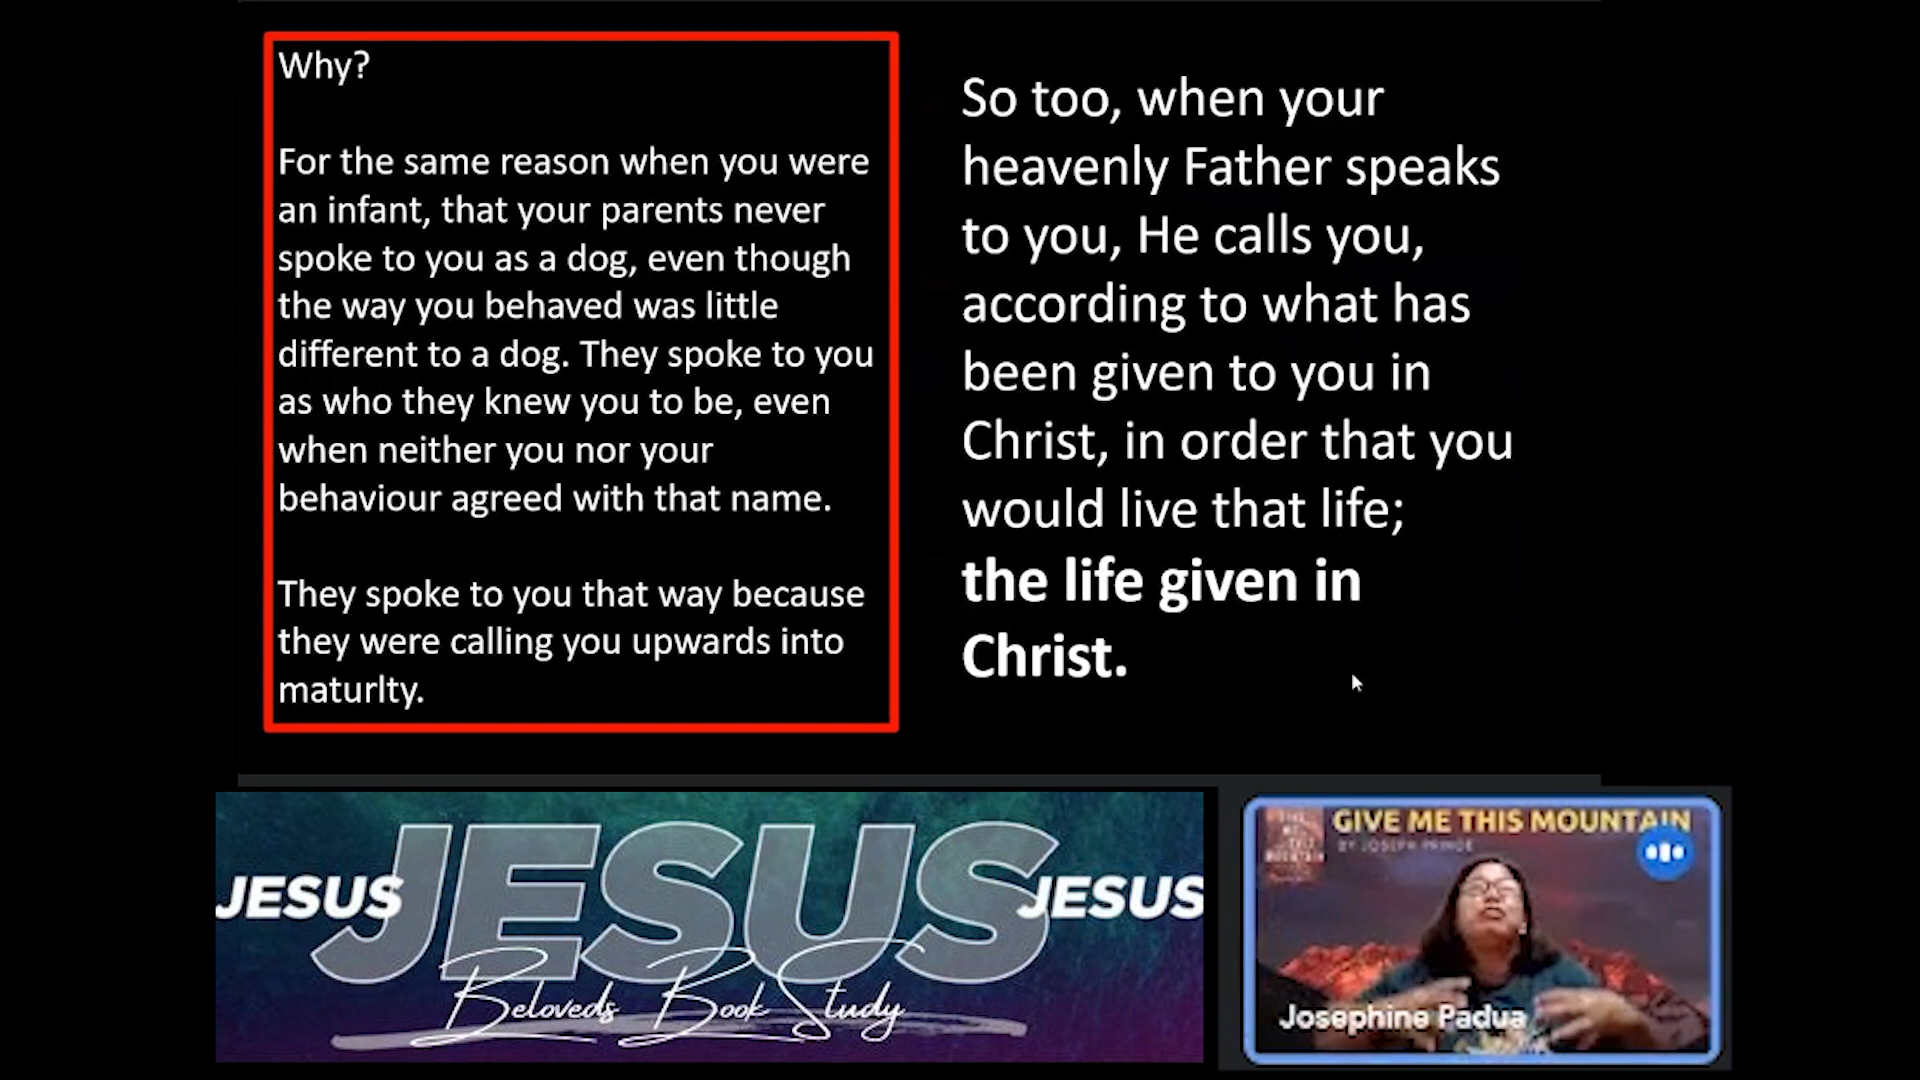 Why?
For the same reason when you were
an infant, that your parents never
spoke to you as a dog, even though
the way you behaved was little
different to a dog. They spoke to you
as who they knew you to be, even
when neither you nor your
behaviour agreed with that name.
They spoke to you that way because
they were calling you upwards into
maturlty.
So too, when your
heavenly Father speaks
to you, He calls you,
according to what has
been given to you in
Christ, in order that you
would live that life;
the life given in
Christ.
JESUS
JESUS
JESUS
Beloveds Book Study
GIVE ME THIS MOUNTAIN
BY JOSEPH PRINCE
Josephine Padua